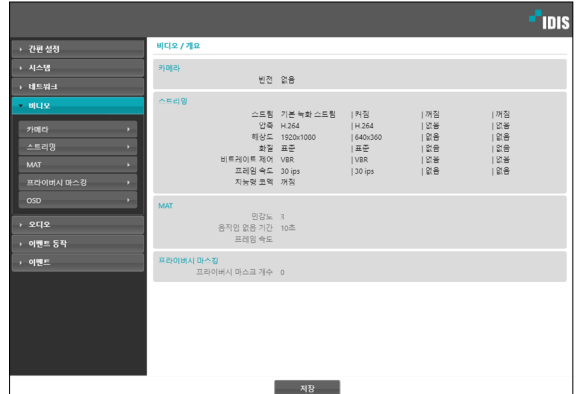 IDIS
간편 설정
시스템
네트워크
비디오
카메라
스트리밍
MAT
프라이버시 마스킹
OSD
오디오
이벤트 동작
이벤트
비디오 / 개요
카메라
반전 없음
스트리밍
스트림 기본 녹화 스트림 | 켜짐 | 꺼짐 | 꺼짐
압축 H.264 | H.264 | 없음 | 없음
해상도 1920x1080 | 640x360 | 없음 | 없음
화질 표준 | 표준 | 없음 | 없음
비트레이트 제어 VBR | VBR | 없음 | 없음
프레임 속도 30 ips | 30 ips | 없음 | 없음
지능형 코덱 꺼짐
MAT
민감도 3
움직임 없음 기간 10초
프레임 속도
프라이버시 마스킹
프라이버시 마스크 개수 0
저장